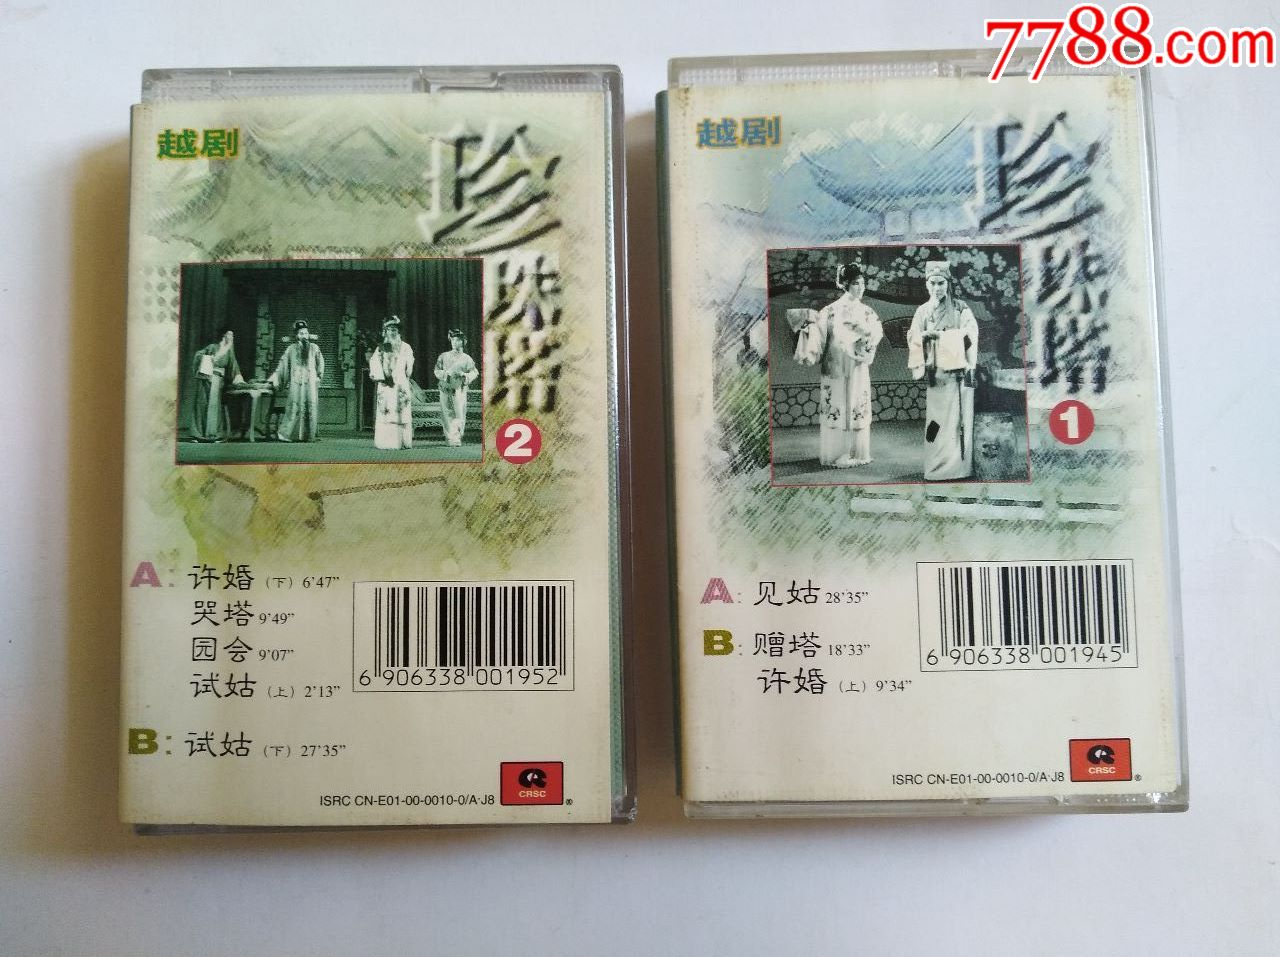 7788.com
越剧
珍
珠
塔
2
A: 许婚（下）6'47"
哭塔 9'49"
园会 9'07"
试姑（上）2'13"
B: 试姑（下）27'35"
6 906338 001952
ISRC CN-E01-00-0010-0/A·J8
CRSC
®
越剧
珍
珠
塔
1
A: 见姑 28'35"
B: 赠塔 18'33"
许婚（上）9'34"
6 906338 001945
ISRC CN-E01-00-0010-0/A·J8
CRSC
®